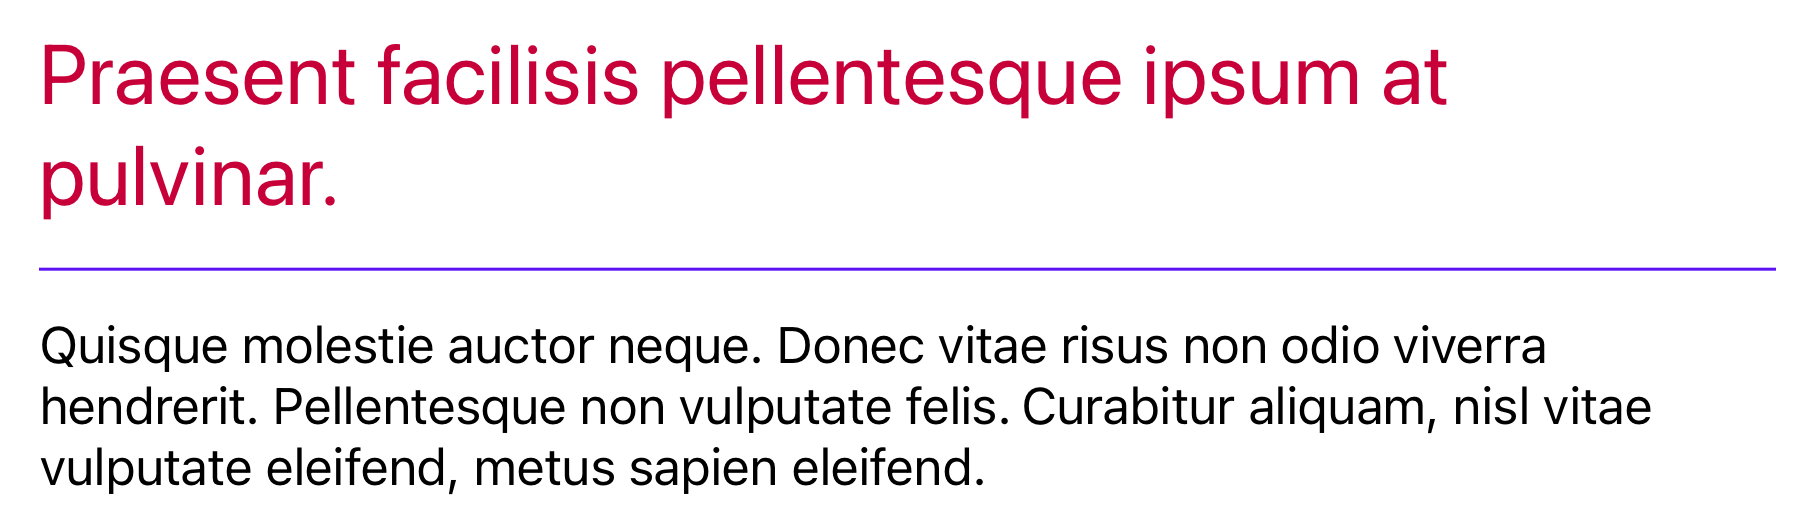 Praesent facilisis pellentesque ipsum at
pulvinar.
Quisque molestie auctor neque. Donec vitae risus non odio viverra
hendrerit. Pellentesque non vulputate felis. Curabitur aliquam, nisl vitae
vulputate eleifend, metus sapien eleifend.